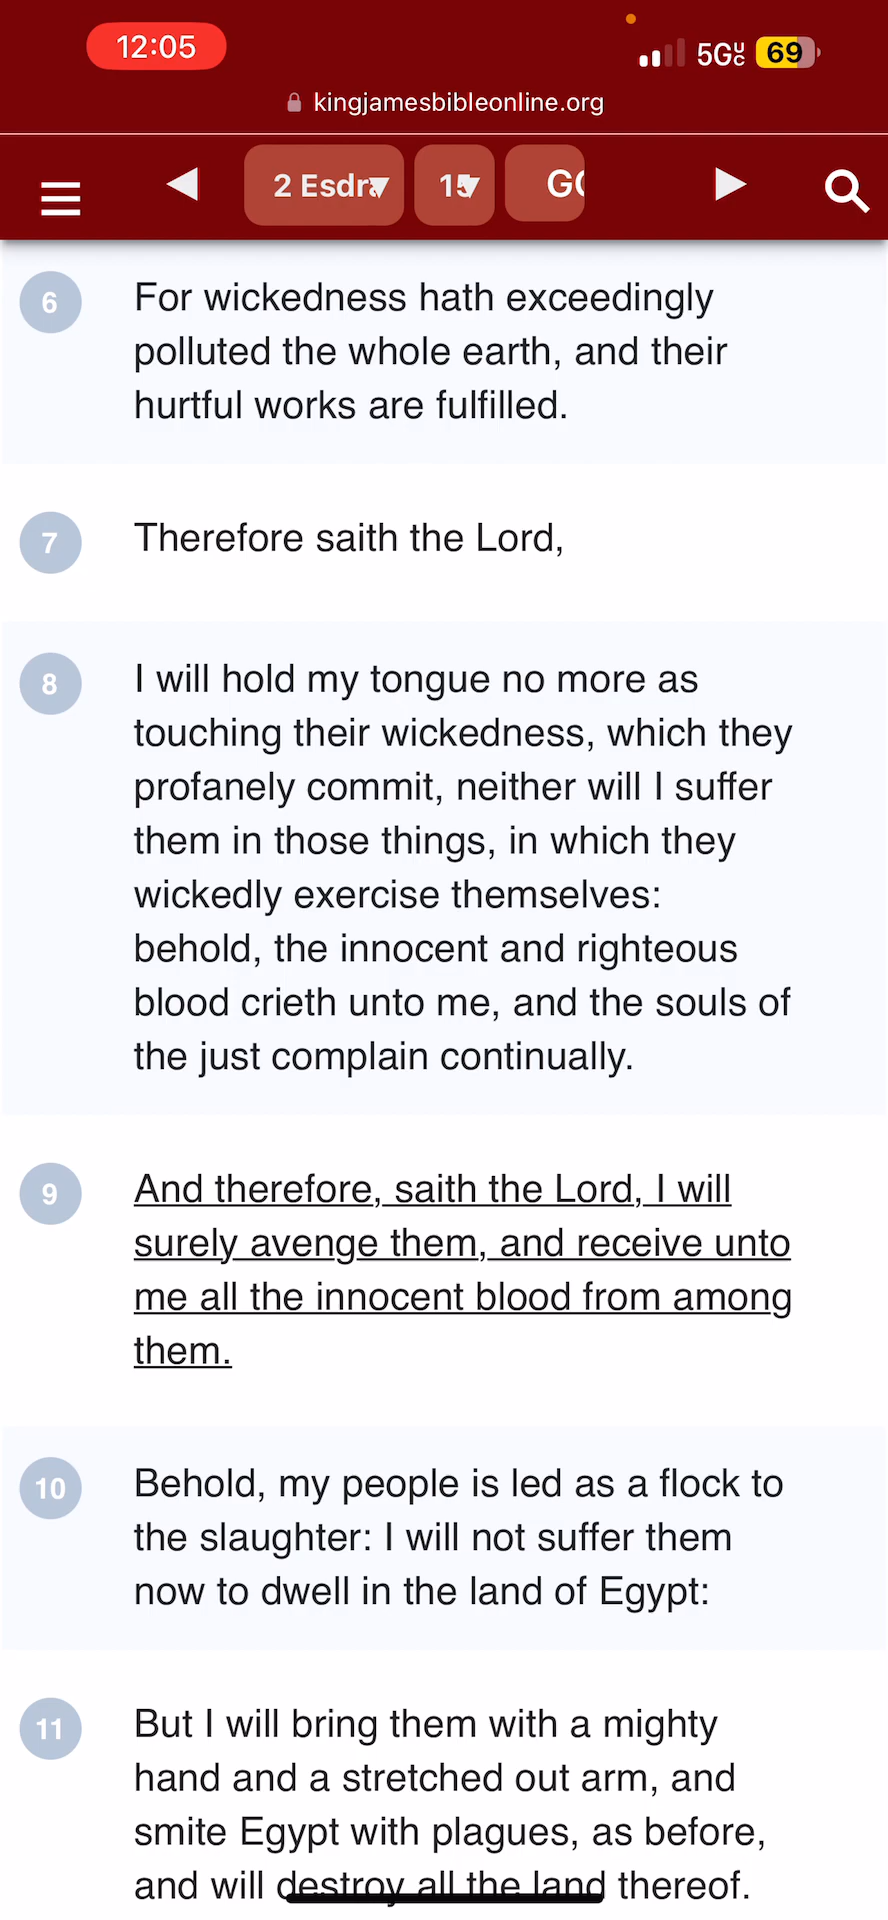 12:05
5G 69
kingjamesbibleonline.org
2 Esdra 15 GO
6 For wickedness hath exceedingly
polluted the whole earth, and their
hurtful works are fulfilled.
7 Therefore saith the Lord,
8 I will hold my tongue no more as
touching their wickedness, which they
profanely commit, neither will I suffer
them in those things, in which they
wickedly exercise themselves:
behold, the innocent and righteous
blood crieth unto me, and the souls of
the just complain continually.
9 And therefore, saith the Lord, I will
surely avenge them, and receive unto
me all the innocent blood from among
them.
10 Behold, my people is led as a flock to
the slaughter: I will not suffer them
now to dwell in the land of Egypt:
11 But I will bring them with a mighty
hand and a stretched out arm, and
smite Egypt with plagues, as before,
and will destroy all the land thereof.